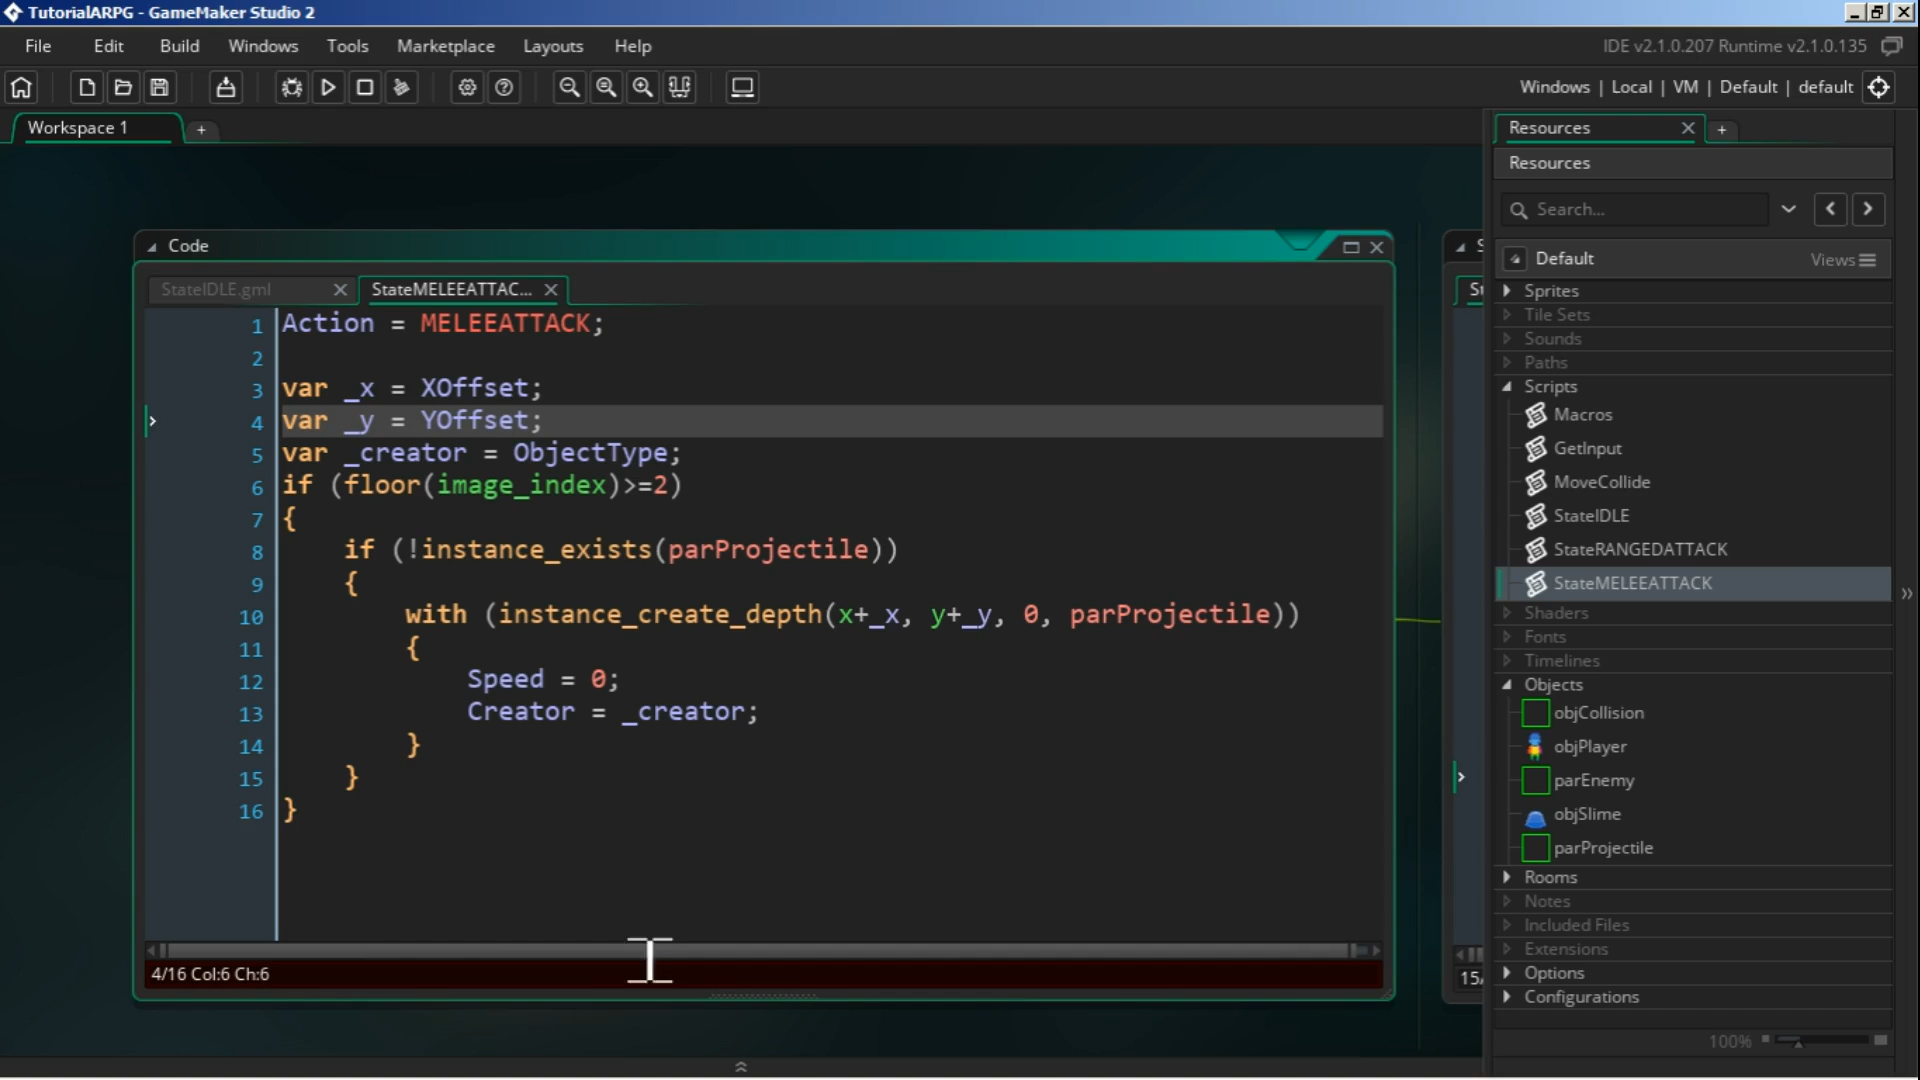 TutorialARPG - GameMaker Studio 2
File Edit Build Windows Tools Marketplace Layouts Help
IDE v2.1.0.207 Runtime v2.1.0.135
Windows | Local | VM | Default | default
Workspace 1 +
Resources +
Resources
Search...
Default Views
Code
StateIDLE.gml StateMELEEATTAC...
1 Action = MELEEATTACK;
2
3 var _x = XOffset;
4 var _y = YOffset;
5 var _creator = ObjectType;
6 if (floor(image_index)>=2)
7 {
8 if (!instance_exists(parProjectile))
9 {
10 with (instance_create_depth(x+_x, y+_y, 0, parProjectile))
11 {
12 Speed = 0;
13 Creator = _creator;
14 }
15 }
16 }
4/16 Col:6 Ch:6
15/
Sprites
Tile Sets
Sounds
Paths
Scripts
Macros
GetInput
MoveCollide
StateIDLE
StateRANGEDATTACK
StateMELEEATTACK
Shaders
Fonts
Timelines
Objects
objCollision
objPlayer
parEnemy
objSlime
parProjectile
Rooms
Notes
Included Files
Extensions
Options
Configurations
100%